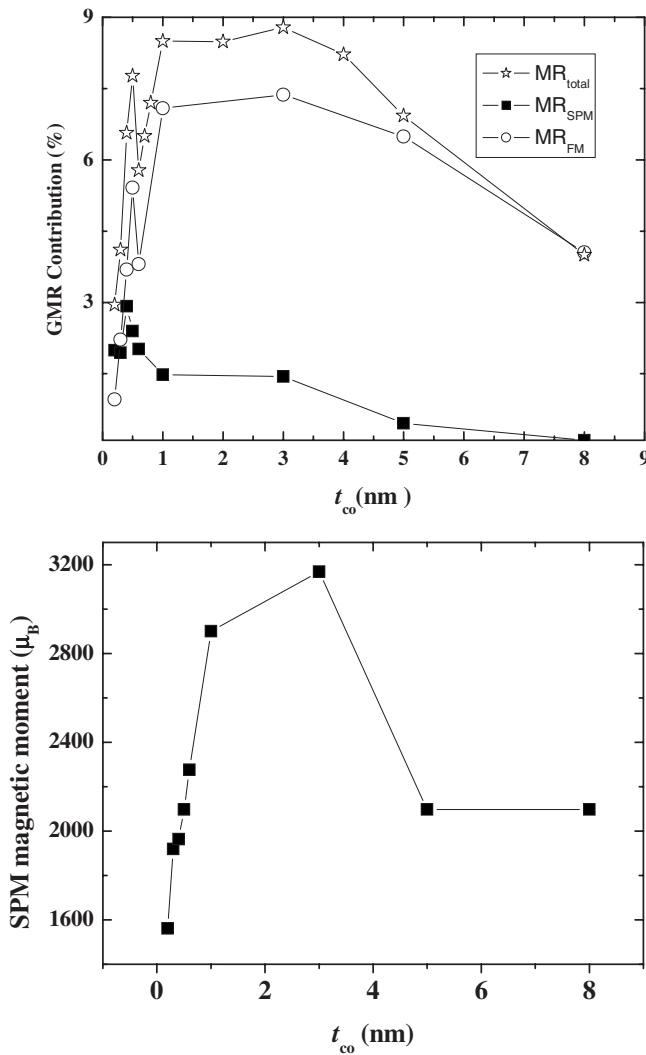 9
6
3
0 1 2 3 4 5 6 7 8 9
GMR Contribution (%)
t_co(nm )
MR_total
MR_SPM
MR_FM
3200
2800
2400
2000
1600
0 2 4 6 8
SPM magnetic moment (μ_B)
t_co(nm)